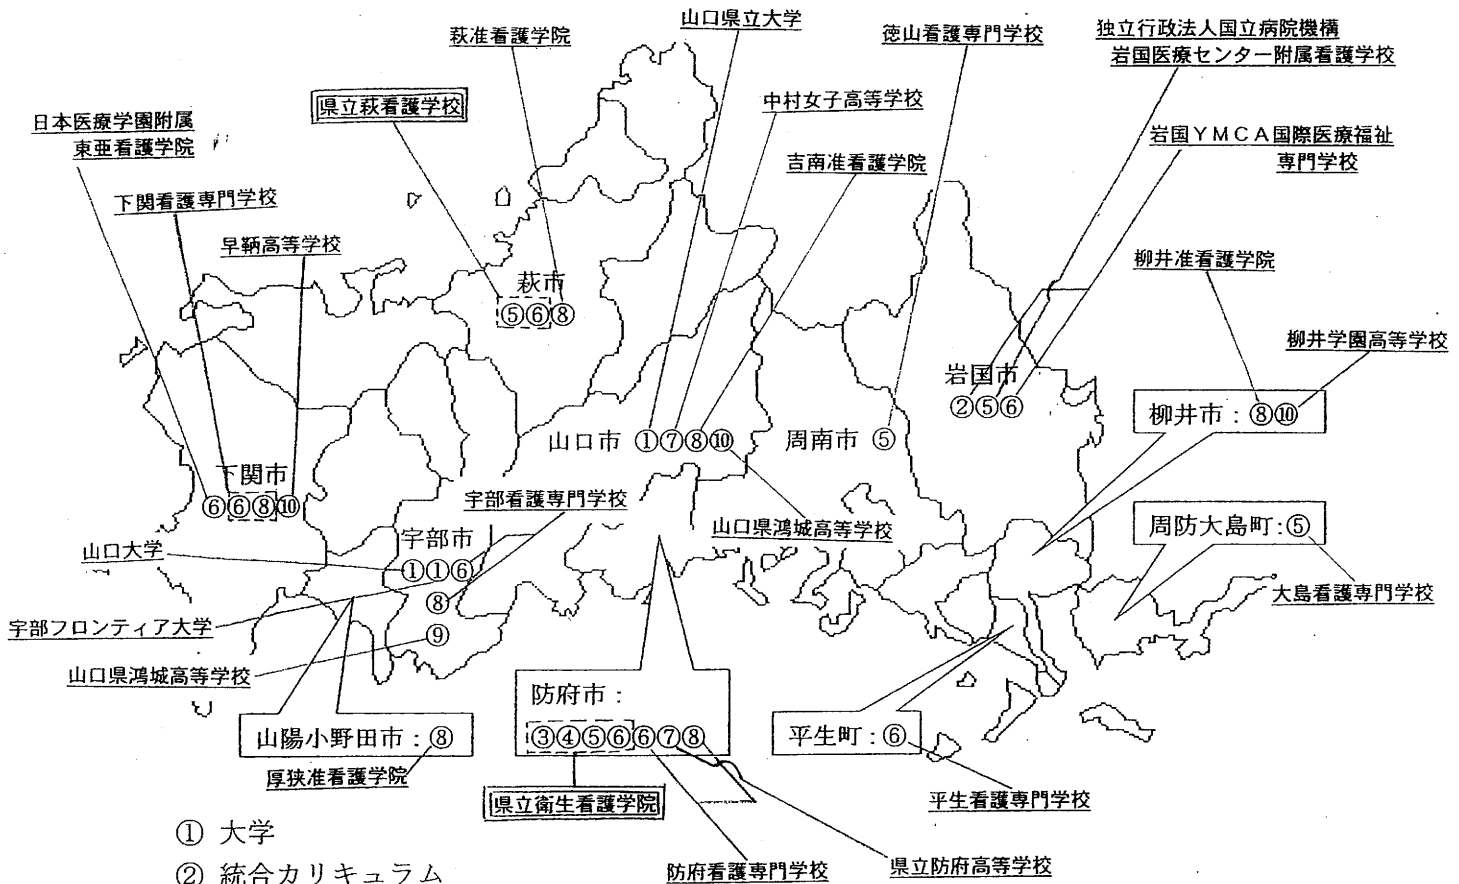 山口県立大学
萩准看護学院
徳山看護専門学校
独立行政法人国立病院機構
岩国医療センター附属看護学校
県立萩看護学校
中村女子高等学校
日本医療学園附属
東亜看護学院
岩国YMCA国際医療福祉
専門学校
吉南准看護学院
下関看護専門学校
早鞆高等学校
柳井准看護学院
萩市
⑤⑥⑧
柳井学園高等学校
岩国市
②⑤⑥
柳井市：⑧⑩
山口市 ①⑦⑧⑩
周南市 ⑤
下関市
⑥⑥⑧⑩
宇部看護専門学校
山口県鴻城高等学校
周防大島町：⑤
宇部市
山口大学
①①⑥
⑧
大島看護専門学校
宇部フロンティア大学
⑨
山口県鴻城高等学校
防府市：
③④⑤⑥⑥⑦⑧
山陽小野田市：⑧
厚狭准看護学院
平生町：⑥
県立衛生看護学院
平生看護専門学校
① 大学
防府看護専門学校
県立防府高等学校
② 統合カリキュラム